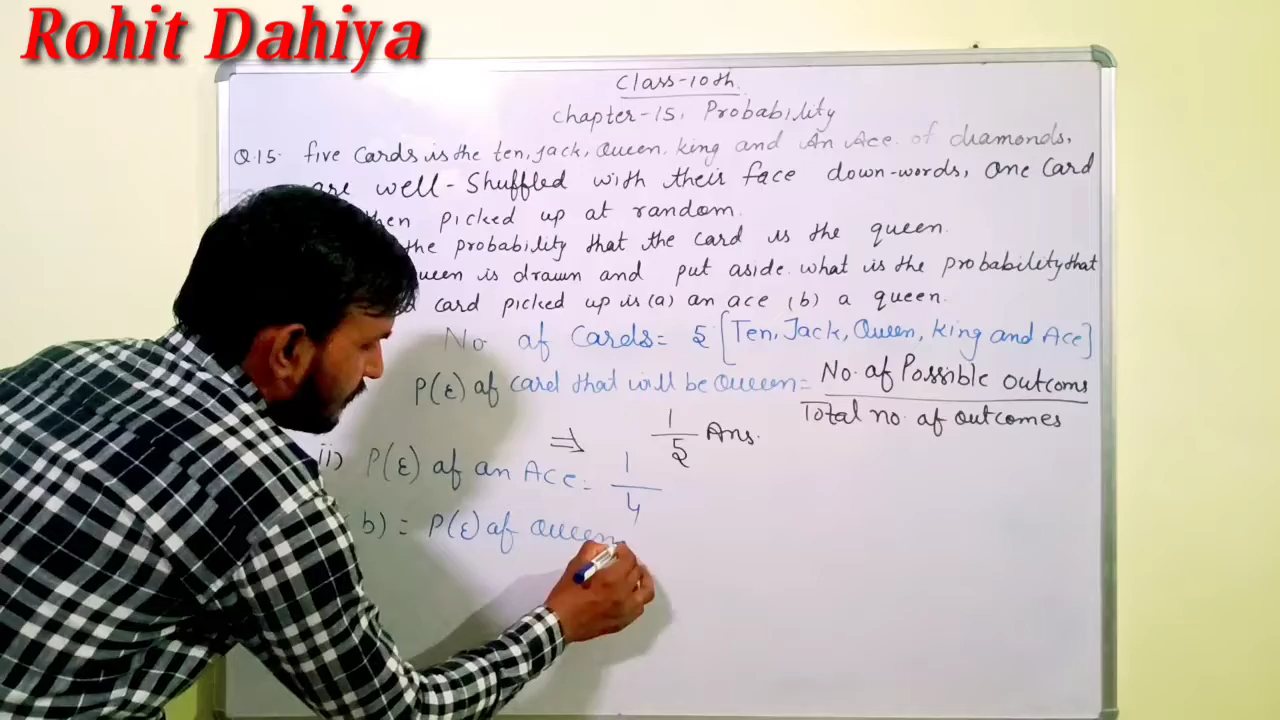 Rohit Dahiya
Class-10th.
Chapter-15, Probability
Q.15. five Cards is the ten, Jack, Queen, king and An Ace of diamonds,
are well-Shuffled with their face down-words, One Card
then picked up at random.
the probability that the card is the queen.
ueen is drawn and put aside. what is the probability that
d card picked up is (a) an ace (b) a queen.
No of Cards = 5 [Ten, Jack, Queen, king and Ace]
P(E) of card that will be Queen = No. of Possible outcoms
Total no. of outcomes
⇒ 1/5 Ans.
ii) P(E) of an Ace = 1/4
b) = P(E) of Queen